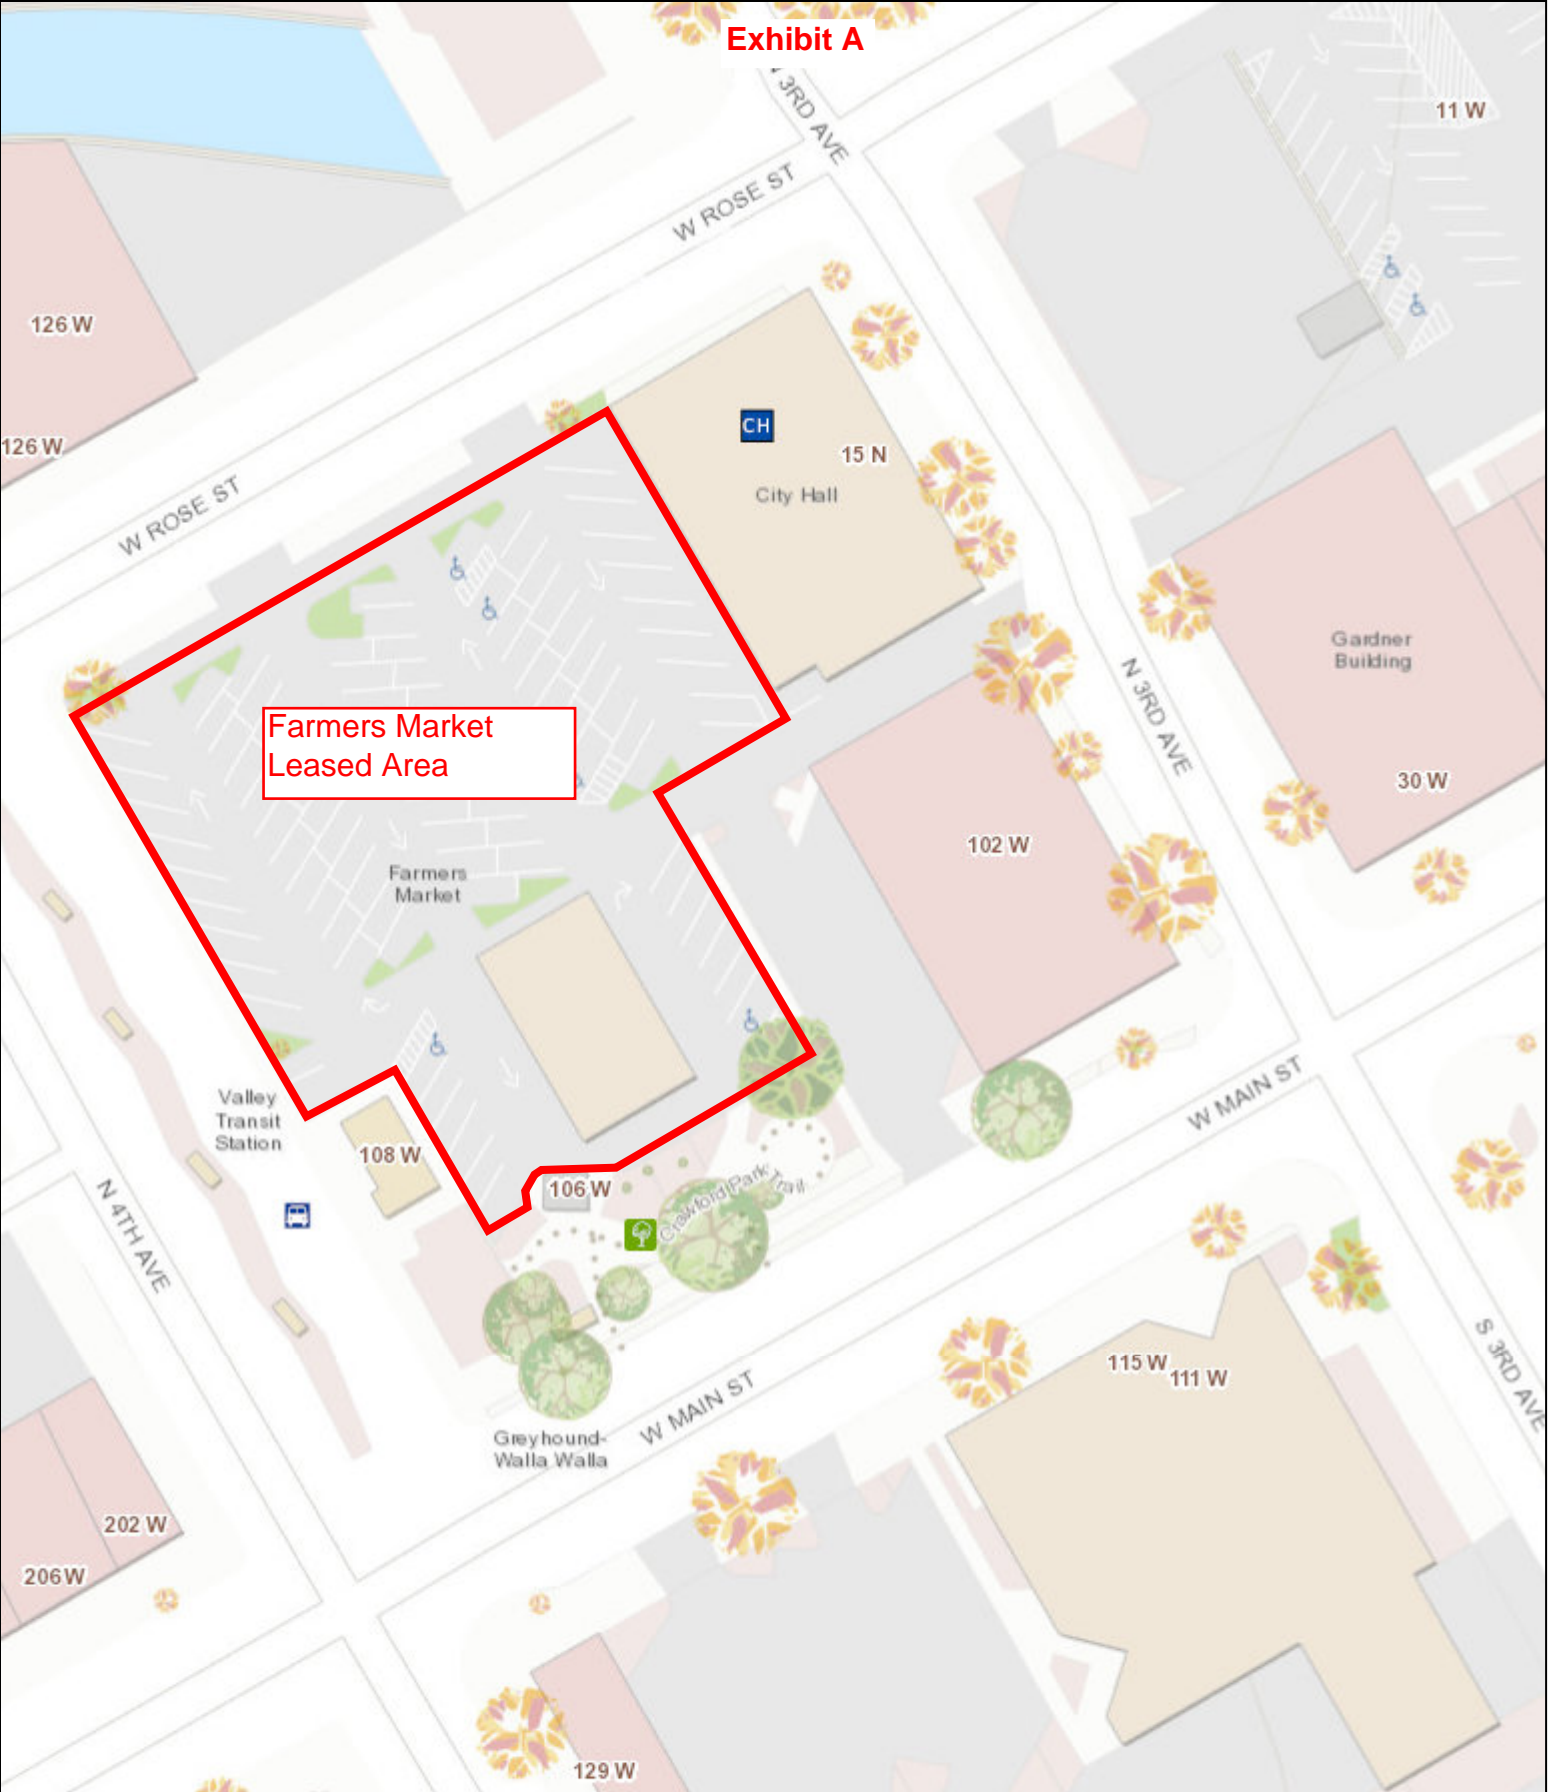 Exhibit A
N 3RD AVE
11 W
W ROSE ST
126 W
126 W
CH
15 N
City Hall
W ROSE ST
Gardner
Building
N 3RD AVE
Farmers Market
Leased Area
30 W
102 W
Farmers
Market
Valley
Transit
Station
108 W
W MAIN ST
106 W
Crawford Park Trail
N 4TH AVE
S 3RD AVE
115 W
111 W
W MAIN ST
Greyhound-
Walla Walla
202 W
206 W
129 W